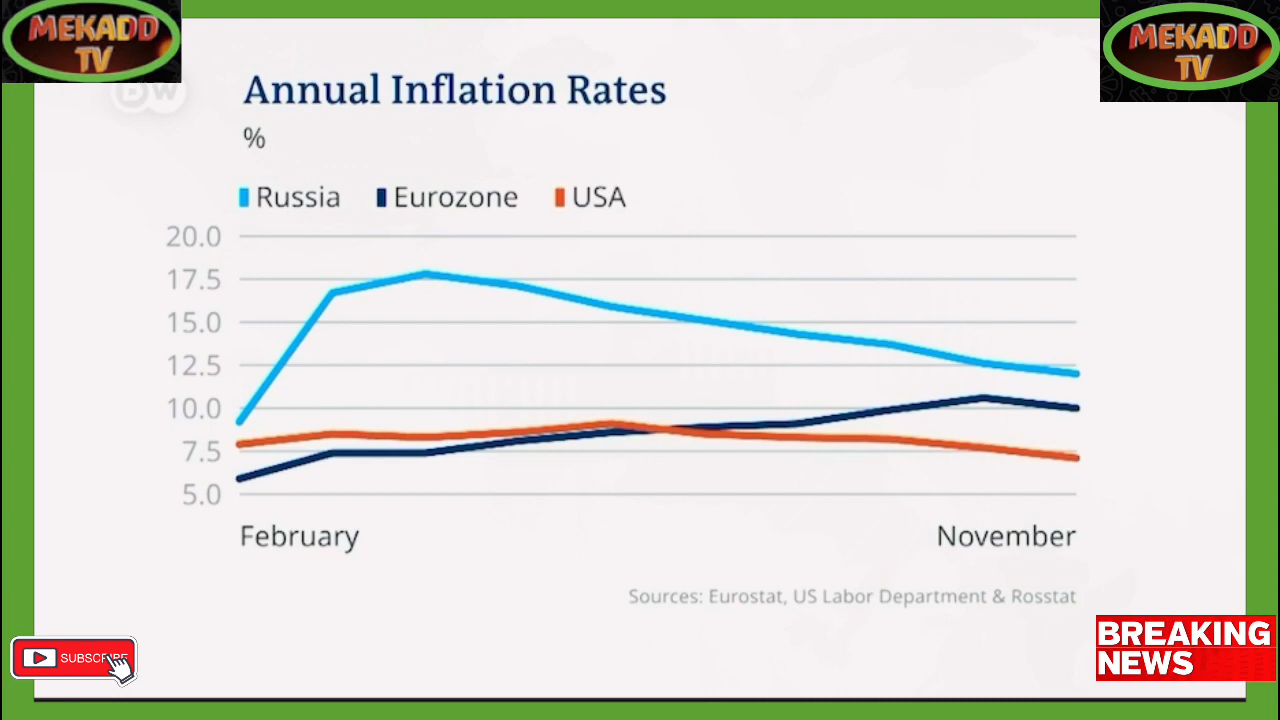 MEKADD
TV
MEKADD
TV
DW
Annual Inflation Rates
%
Russia Eurozone USA
20.0
17.5
15.0
12.5
10.0
7.5
5.0
February November
Sources: Eurostat, US Labor Department & Rosstat
SUBSCRIBE
BREAKING
NEWS